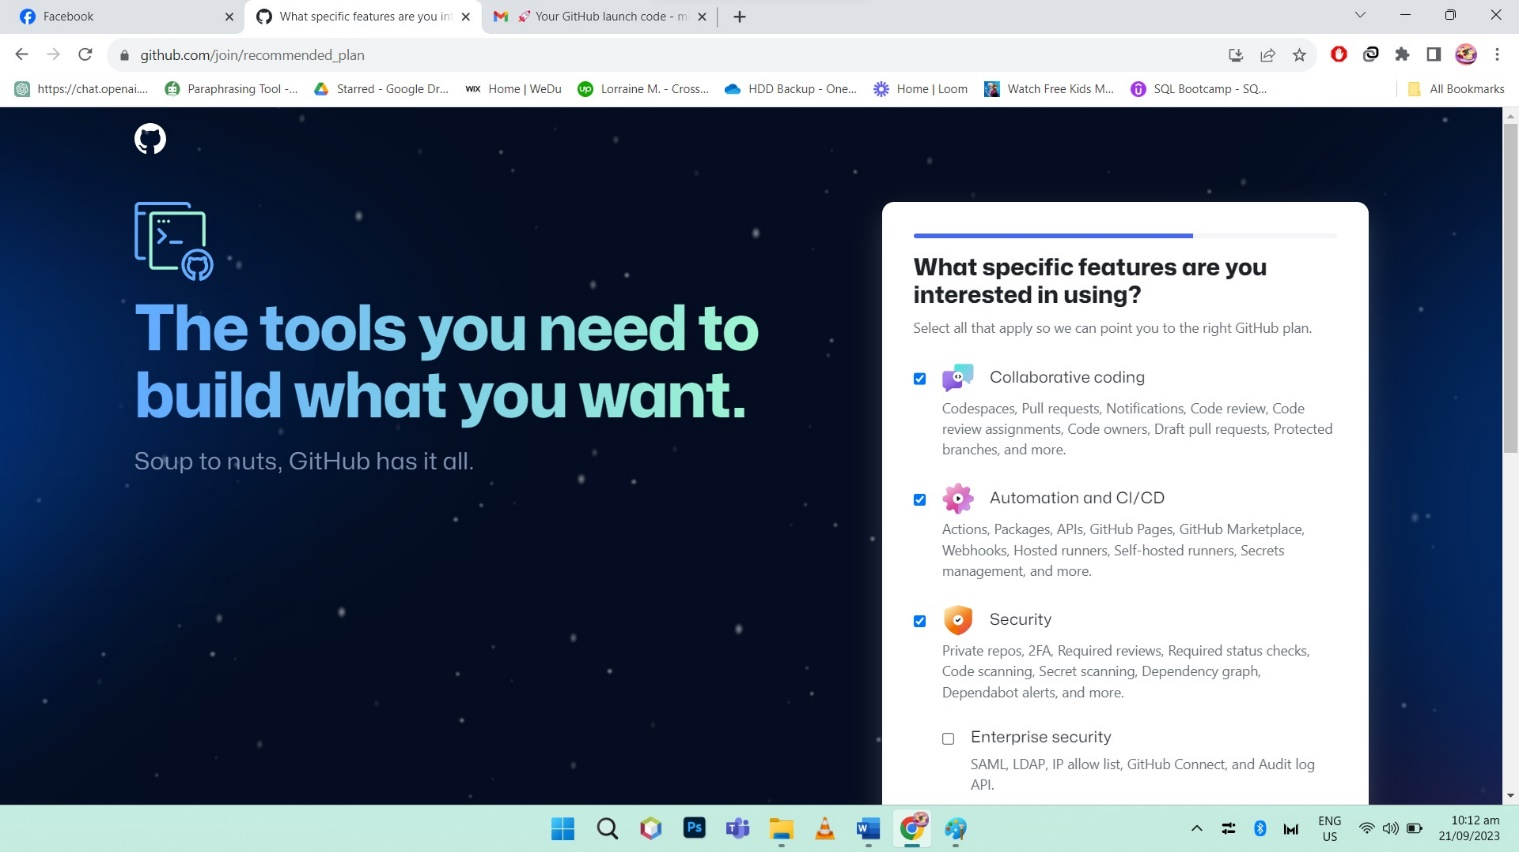 Facebook
What specific features are you in
Your GitHub launch code - m
github.com/join/recommended_plan
https://chat.openai....
Paraphrasing Tool -...
Starred - Google Dr...
WIX Home | WeDu
up Lorraine M. - Cross...
HDD Backup - One...
Home | Loom
Watch Free Kids M...
SQL Bootcamp - SQ...
All Bookmarks
The tools you need to
build what you want.
Soup to nuts, GitHub has it all.
What specific features are you
interested in using?
Select all that apply so we can point you to the right GitHub plan.
Collaborative coding
Codespaces, Pull requests, Notifications, Code review, Code
review assignments, Code owners, Draft pull requests, Protected
branches, and more.
Automation and CI/CD
Actions, Packages, APIs, GitHub Pages, GitHub Marketplace,
Webhooks, Hosted runners, Self-hosted runners, Secrets
management, and more.
Security
Private repos, 2FA, Required reviews, Required status checks,
Code scanning, Secret scanning, Dependency graph,
Dependabot alerts, and more.
Enterprise security
SAML, LDAP, IP allow list, GitHub Connect, and Audit log
API.
Ps
ENG
US
10:12 am
21/09/2023